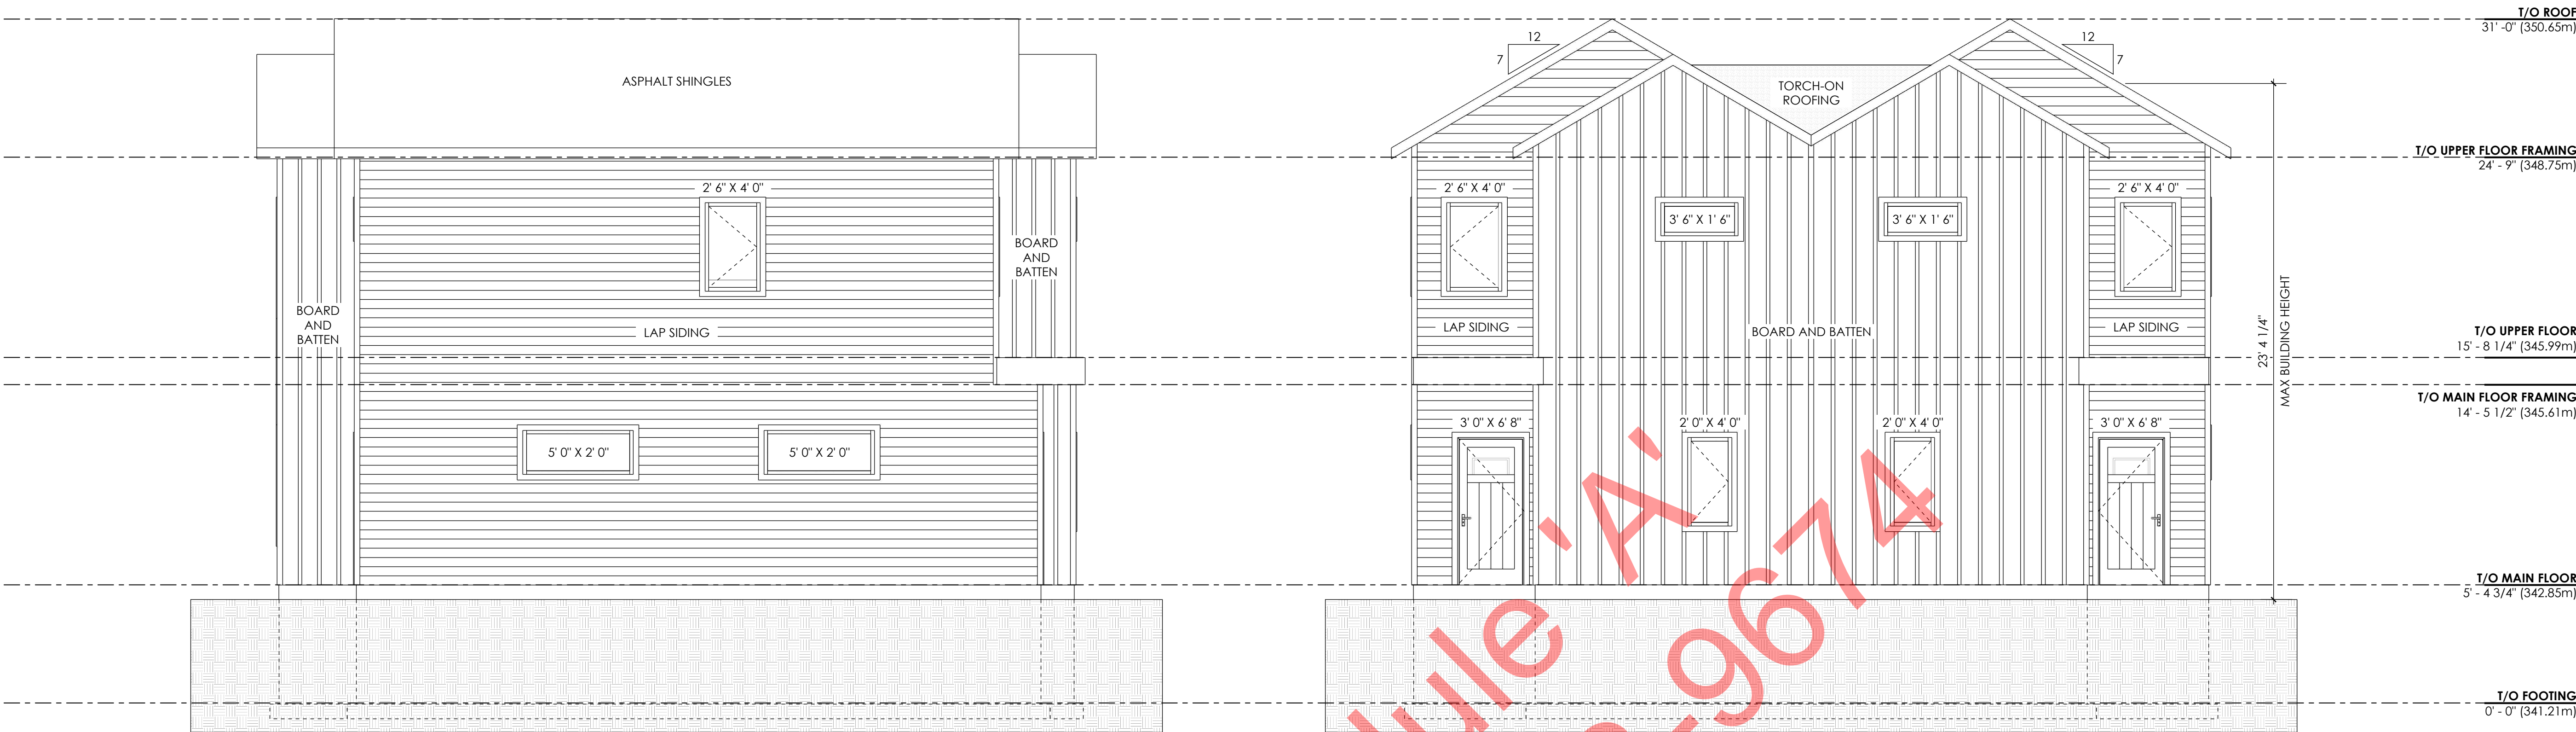 ASPHALT SHINGLES
2' 6" X 4' 0"
BOARD
AND
BATTEN
BOARD
AND
BATTEN
LAP SIDING
5' 0" X 2' 0"
5' 0" X 2' 0"
12
7
12
7
TORCH-ON
ROOFING
2' 6" X 4' 0"
2' 6" X 4' 0"
3' 6" X 1' 6"
3' 6" X 1' 6"
LAP SIDING
BOARD AND BATTEN
LAP SIDING
3' 0" X 6' 8"
2' 0" X 4' 0"
2' 0" X 4' 0"
3' 0" X 6' 8"
23' 4 1/4"
MAX BUILDING HEIGHT
T/O ROOF
31' -0" (350.65m)
T/O UPPER FLOOR FRAMING
24' - 9" (348.75m)
T/O UPPER FLOOR
15' - 8 1/4" (345.99m)
T/O MAIN FLOOR FRAMING
14' - 5 1/2" (345.61m)
T/O MAIN FLOOR
5' - 4 3/4" (342.85m)
T/O FOOTING
0' - 0" (341.21m)
'A'
-9674